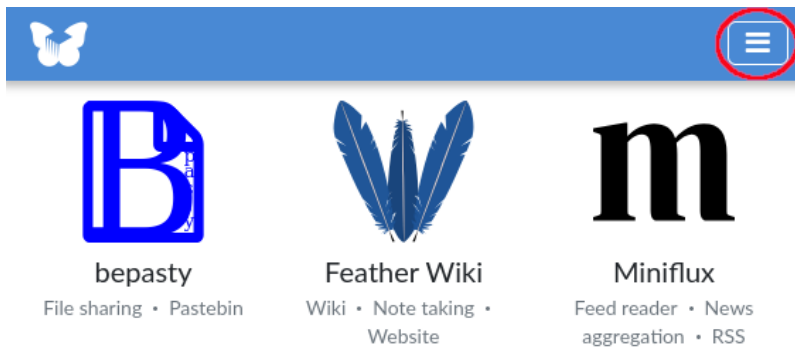 bepasty
File sharing • Pastebin
Feather Wiki
Wiki • Note taking •
Website
m
Miniflux
Feed reader • News
aggregation • RSS